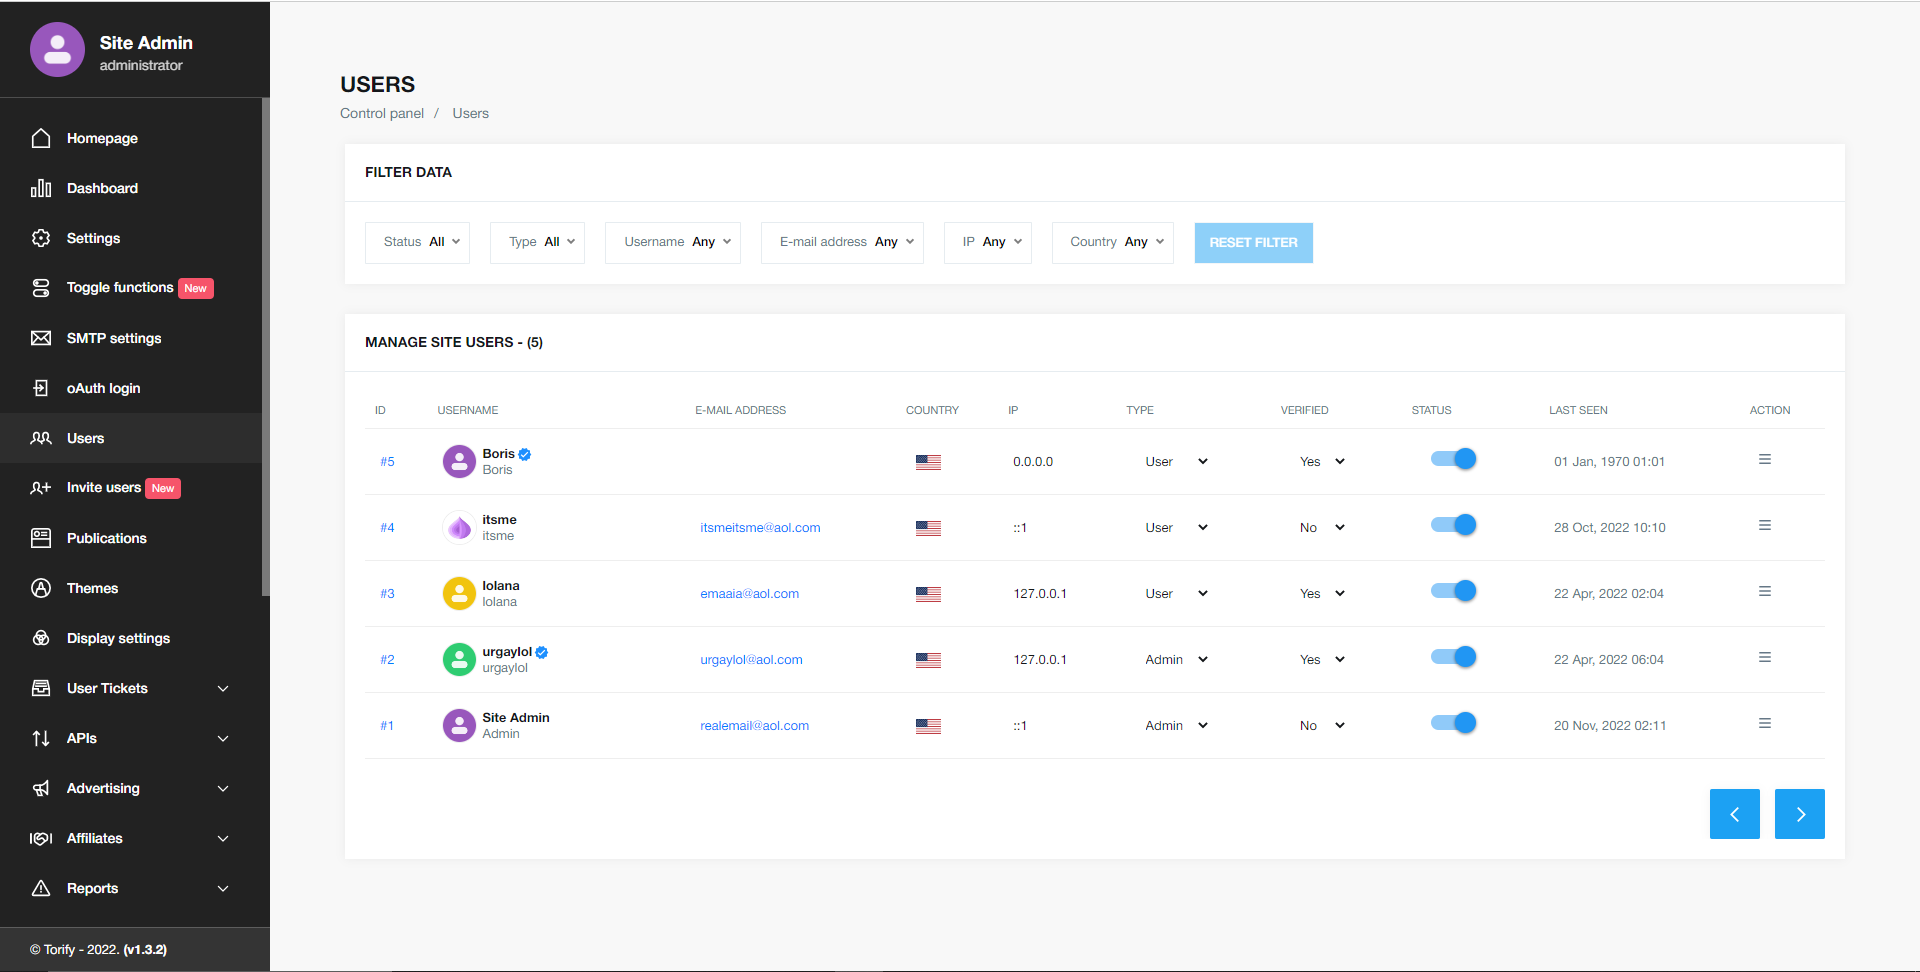 Site Admin
administrator
Homepage
Dashboard
Settings
Toggle functions New
SMTP settings
oAuth login
Users
Invite users New
Publications
Themes
Display settings
User Tickets
APIs
Advertising
Affiliates
Reports
© Torify - 2022. (v1.3.2)
USERS
Control panel / Users
FILTER DATA
Status All Type All Username Any E-mail address Any IP Any Country Any RESET FILTER
MANAGE SITE USERS - (5)
ID USERNAME E-MAIL ADDRESS COUNTRY IP TYPE VERIFIED STATUS LAST SEEN ACTION
#5 Boris 0.0.0.0 User Yes 01 Jan, 1970 01:01
Boris
#4 itsme itsmeitsme@aol.com ::1 User No 28 Oct, 2022 10:10
itsme
#3 lolana emaaia@aol.com 127.0.0.1 User Yes 22 Apr, 2022 02:04
lolana
#2 urgaylol urgaylol@aol.com 127.0.0.1 Admin Yes 22 Apr, 2022 06:04
urgaylol
#1 Site Admin realemail@aol.com ::1 Admin No 20 Nov, 2022 02:11
Admin